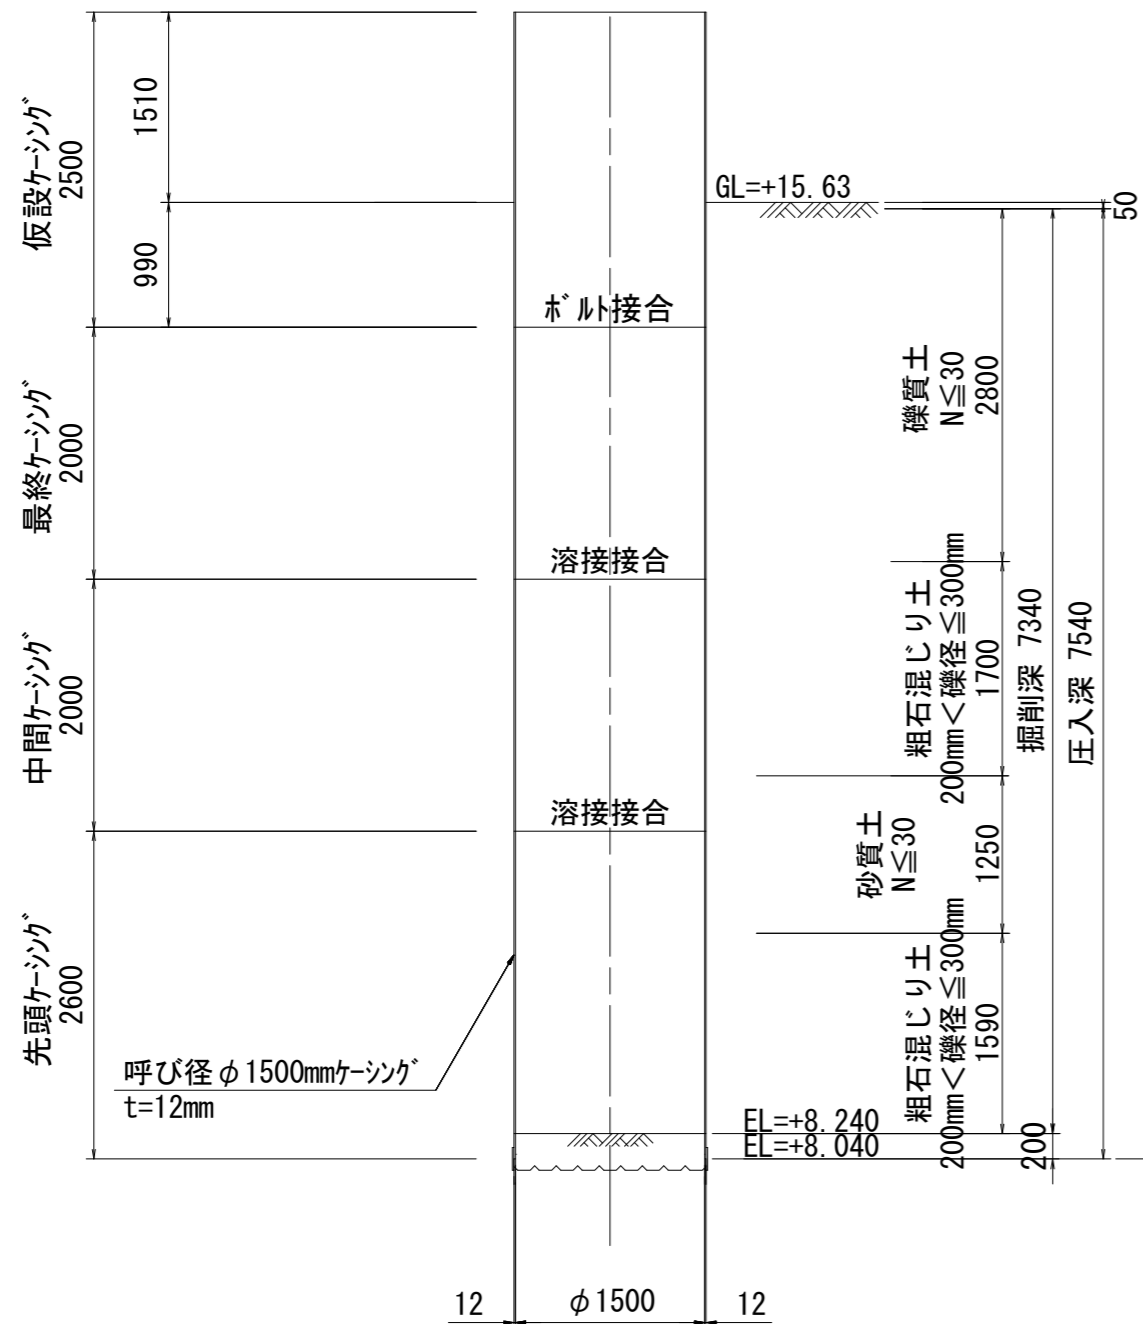 仮設ケーシング
2500
1510
990
最終ケーシング
2000
中間ケーシング
2000
先頭ケーシング
2600
ボルト接合
溶接接合
溶接接合
呼び径φ1500mmケーシング
t=12mm
GL=+15.63
50
礫質土
N≦30
2800
粗石混じり土
200mm<礫径≦300mm
1700
砂質土
N≦30
1250
粗石混じり土
200mm<礫径≦300mm
1590
掘削深 7340
圧入深 7540
EL=+8.240
EL=+8.040
200
12
φ1500
12